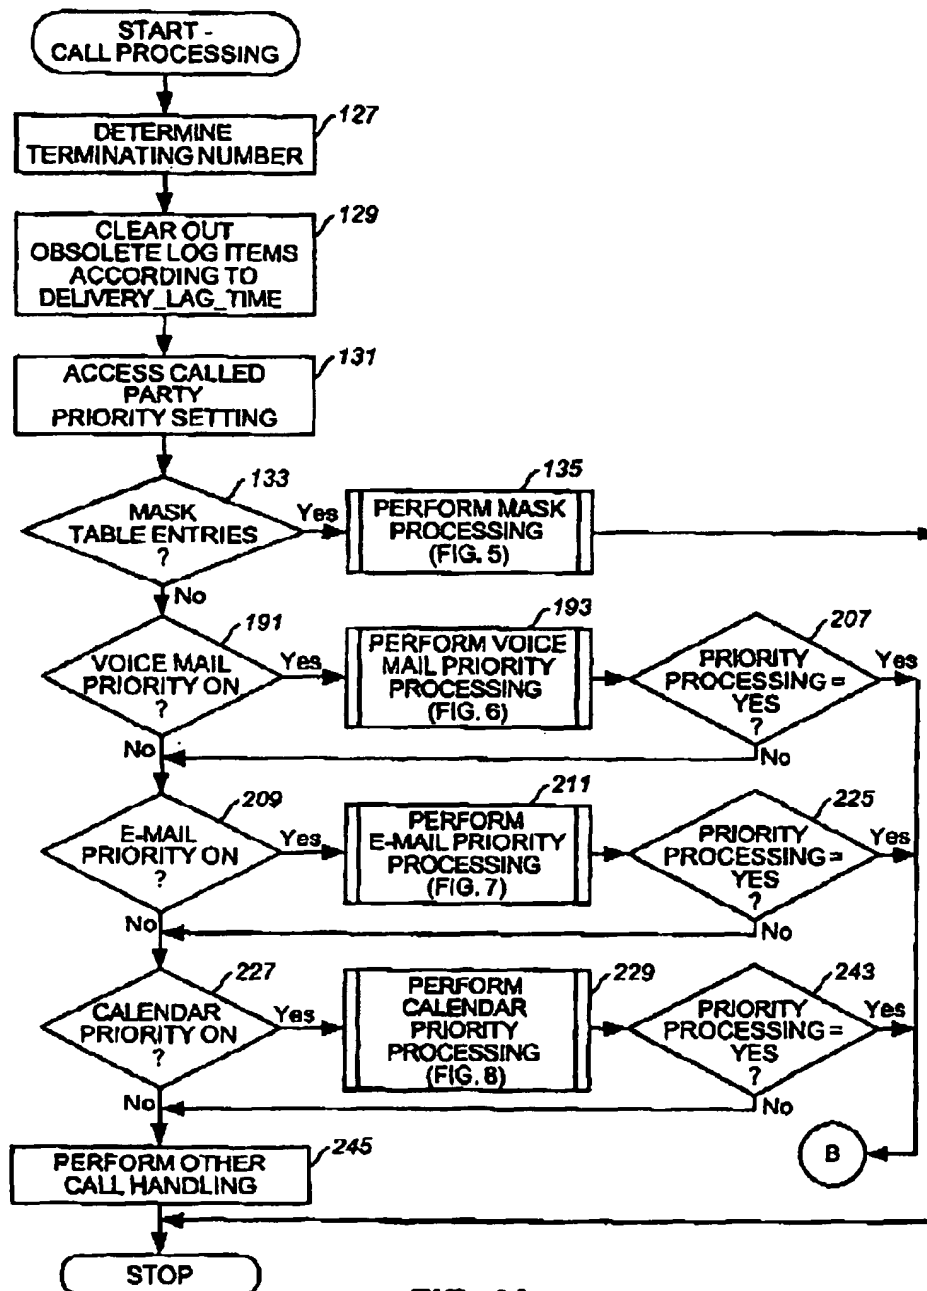 START -
CALL PROCESSING
127
DETERMINE
TERMINATING NUMBER
129
CLEAR OUT
OBSOLETE LOG ITEMS
ACCORDING TO
DELIVERY_LAG_TIME
131
ACCESS CALLED
PARTY
PRIORITY SETTING
133
MASK
TABLE ENTRIES
?
Yes
No
135
PERFORM MASK
PROCESSING
(FIG. 5)
191
VOICE MAIL
PRIORITY ON
?
Yes
No
193
PERFORM VOICE
MAIL PRIORITY
PROCESSING
(FIG. 6)
207
PRIORITY
PROCESSING =
YES
?
Yes
No
209
E-MAIL
PRIORITY ON
?
Yes
No
211
PERFORM
E-MAIL PRIORITY
PROCESSING
(FIG. 7)
225
PRIORITY
PROCESSING =
YES
?
Yes
No
227
CALENDAR
PRIORITY ON
?
Yes
No
229
PERFORM
CALENDAR
PRIORITY
PROCESSING
(FIG. 8)
243
PRIORITY
PROCESSING =
YES
?
Yes
No
B
245
PERFORM OTHER
CALL HANDLING
STOP